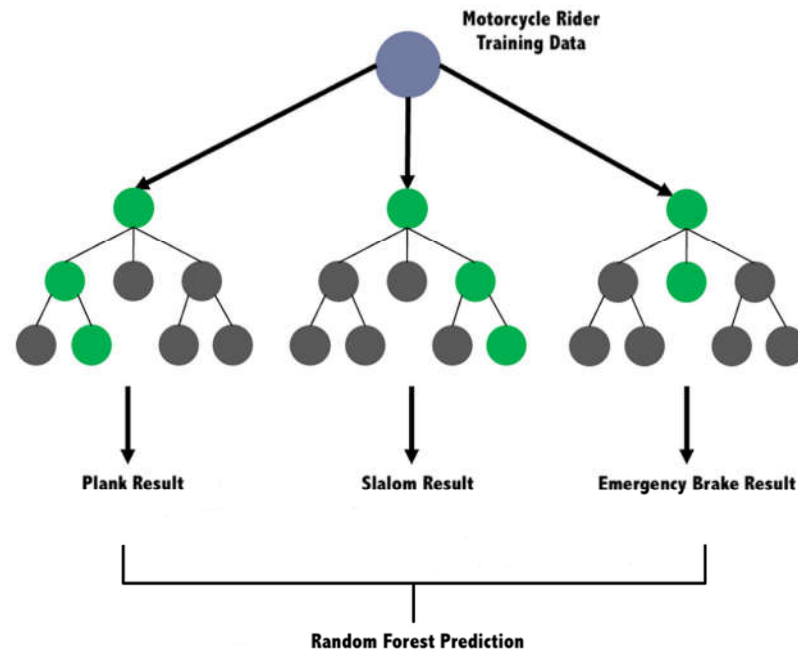 Motorcycle Rider
Training Data
Plank Result
Slalom Result
Emergency Brake Result
Random Forest Prediction